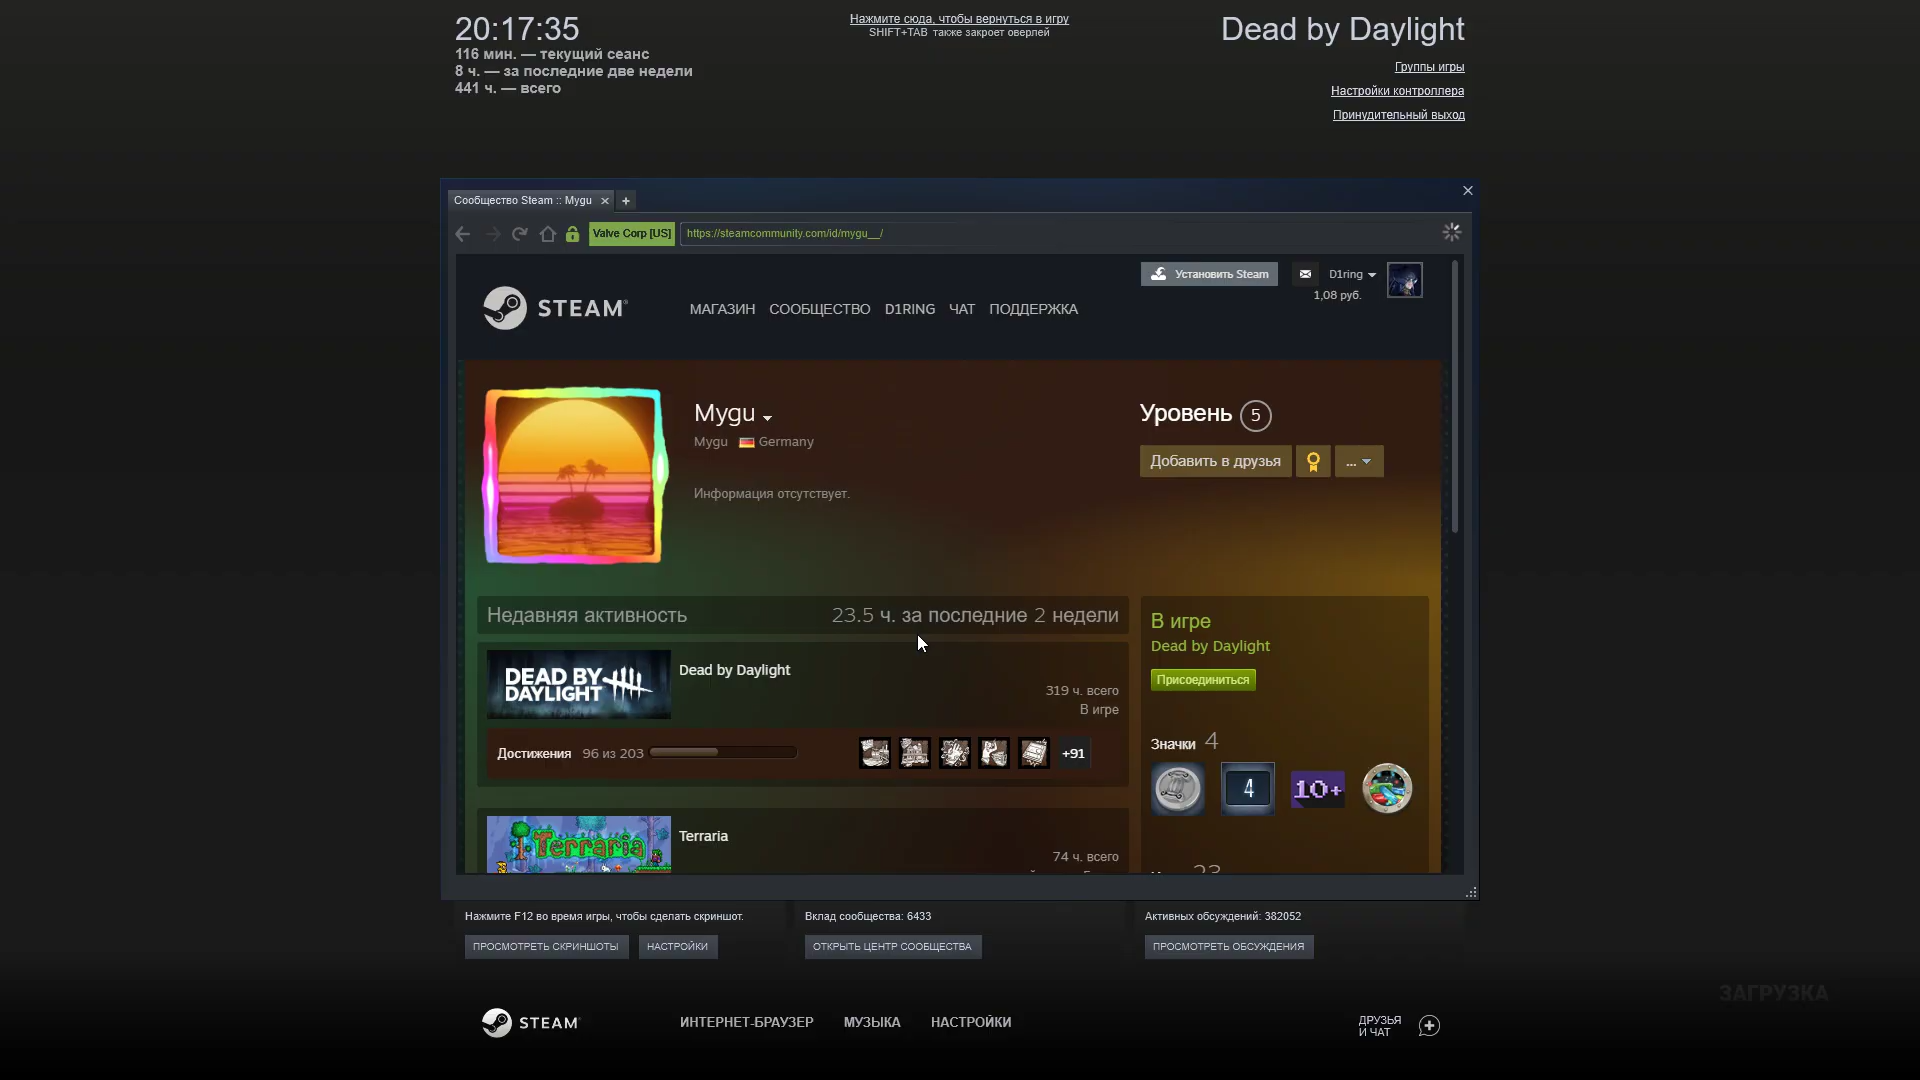 20:17:35
116 мин. — текущий сеанс
8 ч. — за последние две недели
441 ч. — всего
Нажмите сюда, чтобы вернуться в игру
SHIFT+TAB также закроет оверлей
Dead by Daylight
Группы игры
Настройки контроллера
Принудительный выход
Сообщество Steam :: Mygu
Valve Corp [US]
https://steamcommunity.com/id/mygu__/
Установить Steam
D1ring
1,08 руб.
STEAM
МАГАЗИН СООБЩЕСТВО D1RING ЧАТ ПОДДЕРЖКА
Mygu
Mygu Germany
Информация отсутствует.
Уровень 5
Добавить в друзья
...
Недавняя активность 23.5 ч. за последние 2 недели
DEAD BY
DAYLIGHT
Dead by Daylight
319 ч. всего
В игре
Достижения 96 из 203
+91
Terraria
Terraria
74 ч. всего
В игре
Dead by Daylight
Присоединиться
Значки 4
4
10+
23
Нажмите F12 во время игры, чтобы сделать скриншот.
ПРОСМОТРЕТЬ СКРИНШОТЫ НАСТРОЙКИ
Вклад сообщества: 6433
ОТКРЫТЬ ЦЕНТР СООБЩЕСТВА
Активных обсуждений: 382052
ПРОСМОТРЕТЬ ОБСУЖДЕНИЯ
ЗАГРУЗКА
STEAM
ИНТЕРНЕТ-БРАУЗЕР МУЗЫКА НАСТРОЙКИ
ДРУЗЬЯ
И ЧАТ